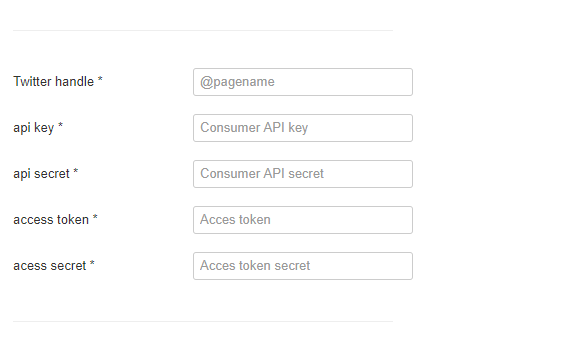 Twitter handle * @pagename
api key * Consumer API key
api secret * Consumer API secret
access token * Acces token
acess secret * Acces token secret